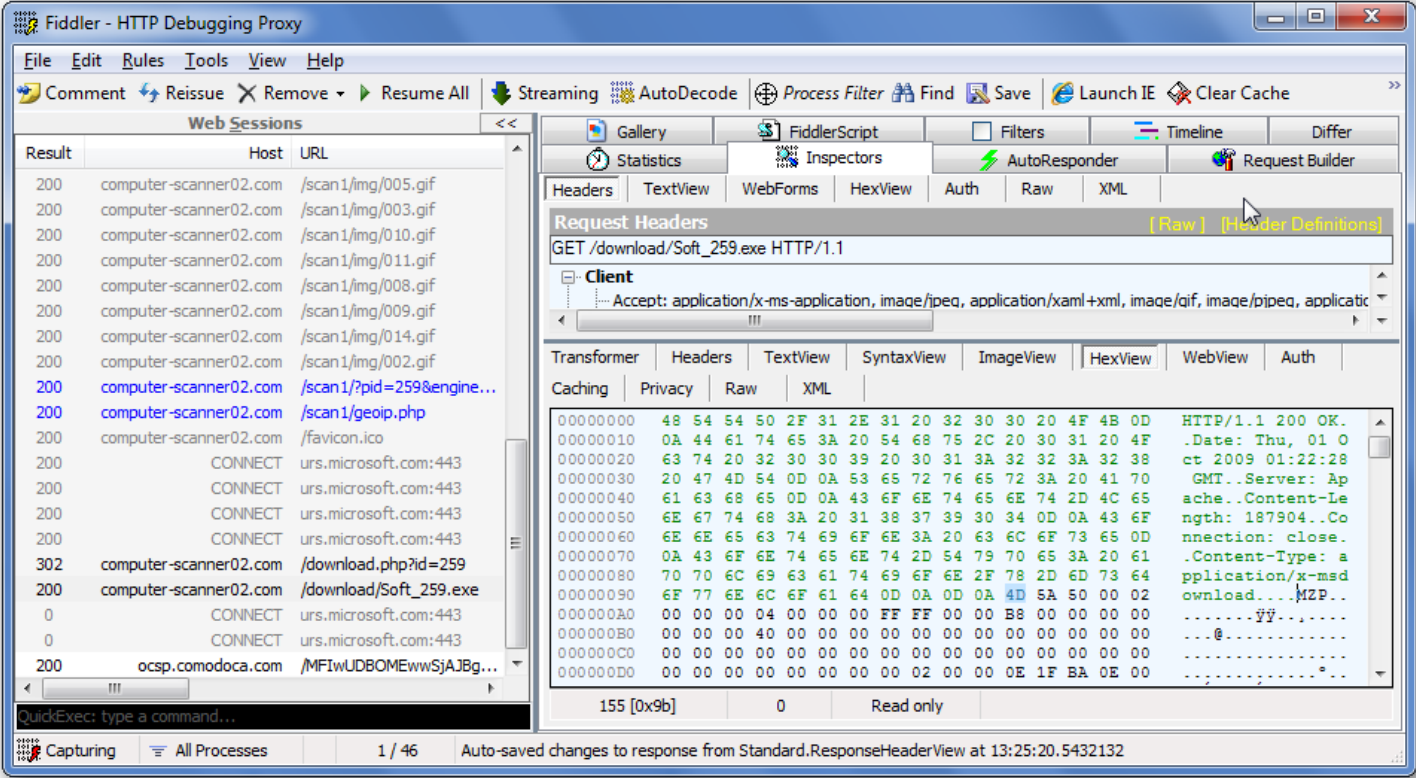 Fiddler - HTTP Debugging Proxy
File Edit Rules Tools View Help
Comment Reissue Remove Resume All Streaming AutoDecode Process Filter Find Save Launch IE Clear Cache »
Web Sessions <<
Result Host URL
200 computer-scanner02.com /scan1/img/005.gif
200 computer-scanner02.com /scan1/img/003.gif
200 computer-scanner02.com /scan1/img/010.gif
200 computer-scanner02.com /scan1/img/011.gif
200 computer-scanner02.com /scan1/img/008.gif
200 computer-scanner02.com /scan1/img/009.gif
200 computer-scanner02.com /scan1/img/014.gif
200 computer-scanner02.com /scan1/img/002.gif
200 computer-scanner02.com /scan1/?pid=259&engine...
200 computer-scanner02.com /scan1/geoip.php
200 computer-scanner02.com /favicon.ico
200 CONNECT urs.microsoft.com:443
200 CONNECT urs.microsoft.com:443
200 CONNECT urs.microsoft.com:443
200 CONNECT urs.microsoft.com:443
302 computer-scanner02.com /download.php?id=259
200 computer-scanner02.com /download/Soft_259.exe
0 CONNECT urs.microsoft.com:443
0 CONNECT urs.microsoft.com:443
200 ocsp.comodoca.com /MFIwUDBOMEwwSjAJBg...
QuickExec: type a command...
Gallery FiddlerScript Filters Timeline Differ
Statistics Inspectors AutoResponder Request Builder
Headers TextView WebForms HexView Auth Raw XML
Request Headers [ Raw ] [Header Definitions]
GET /download/Soft_259.exe HTTP/1.1
Client
Accept: application/x-ms-application, image/jpeg, application/xaml+xml, image/gif, image/pjpeg, applicatic
Transformer Headers TextView SyntaxView ImageView HexView WebView Auth
Caching Privacy Raw XML
00000000 48 54 54 50 2F 31 2E 31 20 32 30 30 20 4F 4B 0D HTTP/1.1 200 OK.
00000010 0A 44 61 74 65 3A 20 54 68 75 2C 20 30 31 20 4F .Date: Thu, 01 O
00000020 63 74 20 32 30 30 39 20 30 31 3A 32 32 3A 32 38 ct 2009 01:22:28
00000030 20 47 4D 54 0D 0A 53 65 72 76 65 72 3A 20 41 70 GMT..Server: Ap
00000040 61 63 68 65 0D 0A 43 6F 6E 74 65 6E 74 2D 4C 65 ache..Content-Le
00000050 6E 67 74 68 3A 20 31 38 37 39 30 34 0D 0A 43 6F ngth: 187904..Co
00000060 6E 6E 65 63 74 69 6F 6E 3A 20 63 6C 6F 73 65 0D nnection: close.
00000070 0A 43 6F 6E 74 65 6E 74 2D 54 79 70 65 3A 20 61 .Content-Type: a
00000080 70 70 6C 69 63 61 74 69 6F 6E 2F 78 2D 6D 73 64 pplication/x-msd
00000090 6F 77 6E 6C 6F 61 64 0D 0A 0D 0A 4D 5A 50 00 02 ownload....MZP..
000000A0 00 00 00 04 00 00 00 FF FF 00 00 B8 00 00 00 00 .......ÿÿ..¸....
000000B0 00 00 00 40 00 00 00 00 00 00 00 00 00 00 00 00 ...@............
000000C0 00 00 00 00 00 00 00 00 00 00 00 00 00 00 00 00 ................
000000D0 00 00 00 00 00 00 00 00 02 00 00 0E 1F BA 0E 00 .............º..
155 [0x9b] 0 Read only
Capturing All Processes 1 / 46 Auto-saved changes to response from Standard.ResponseHeaderView at 13:25:20.5432132